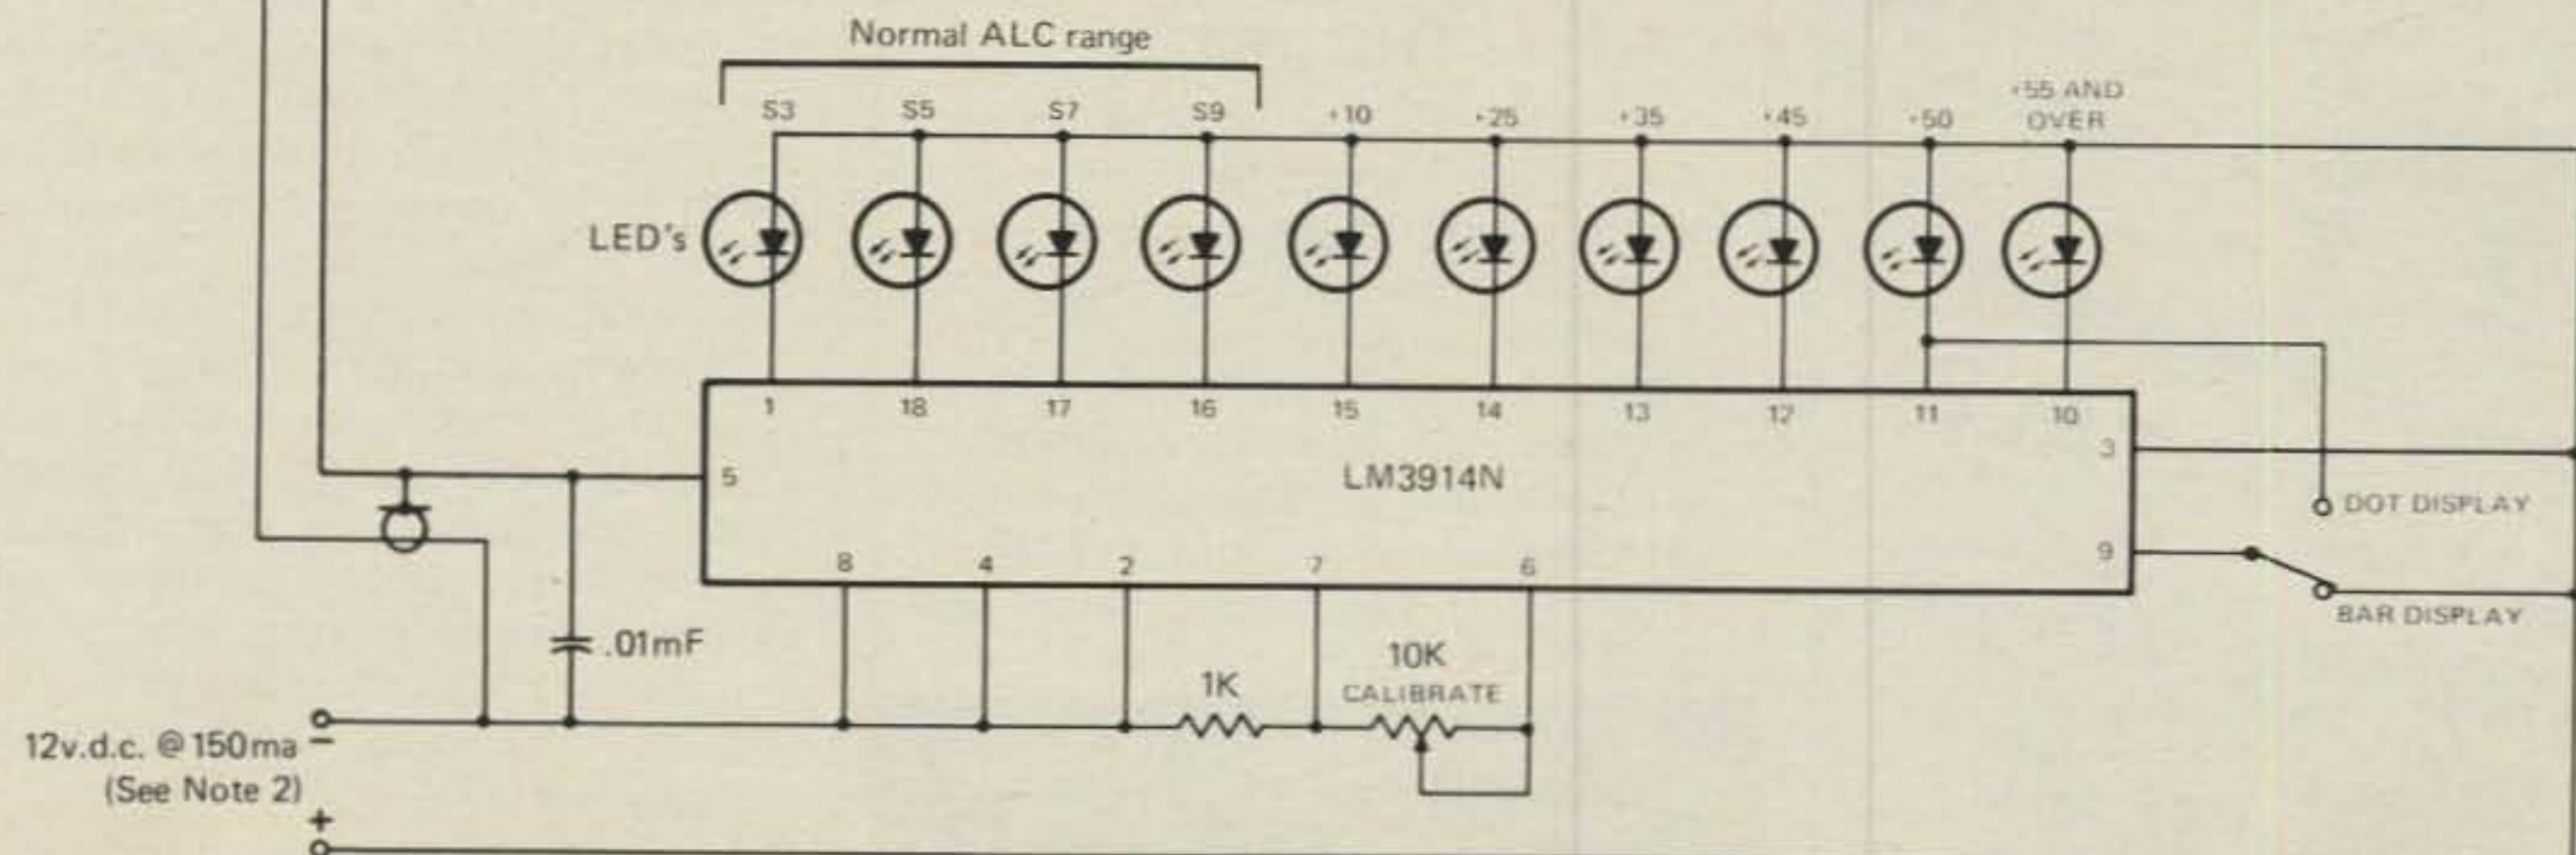 Normal ALC range
S3 S5 S7 S9 +10 +25 +35 +45 +50 +55 AND
OVER
LED's
1 18 17 16 15 14 13 12 11 10
3
5
LM3914N
DOT DISPLAY
9
BAR DISPLAY
8 4 2 7 6
.01mF
1K
10K
CALIBRATE
12v.d.c. @ 150ma −
(See Note 2)
+